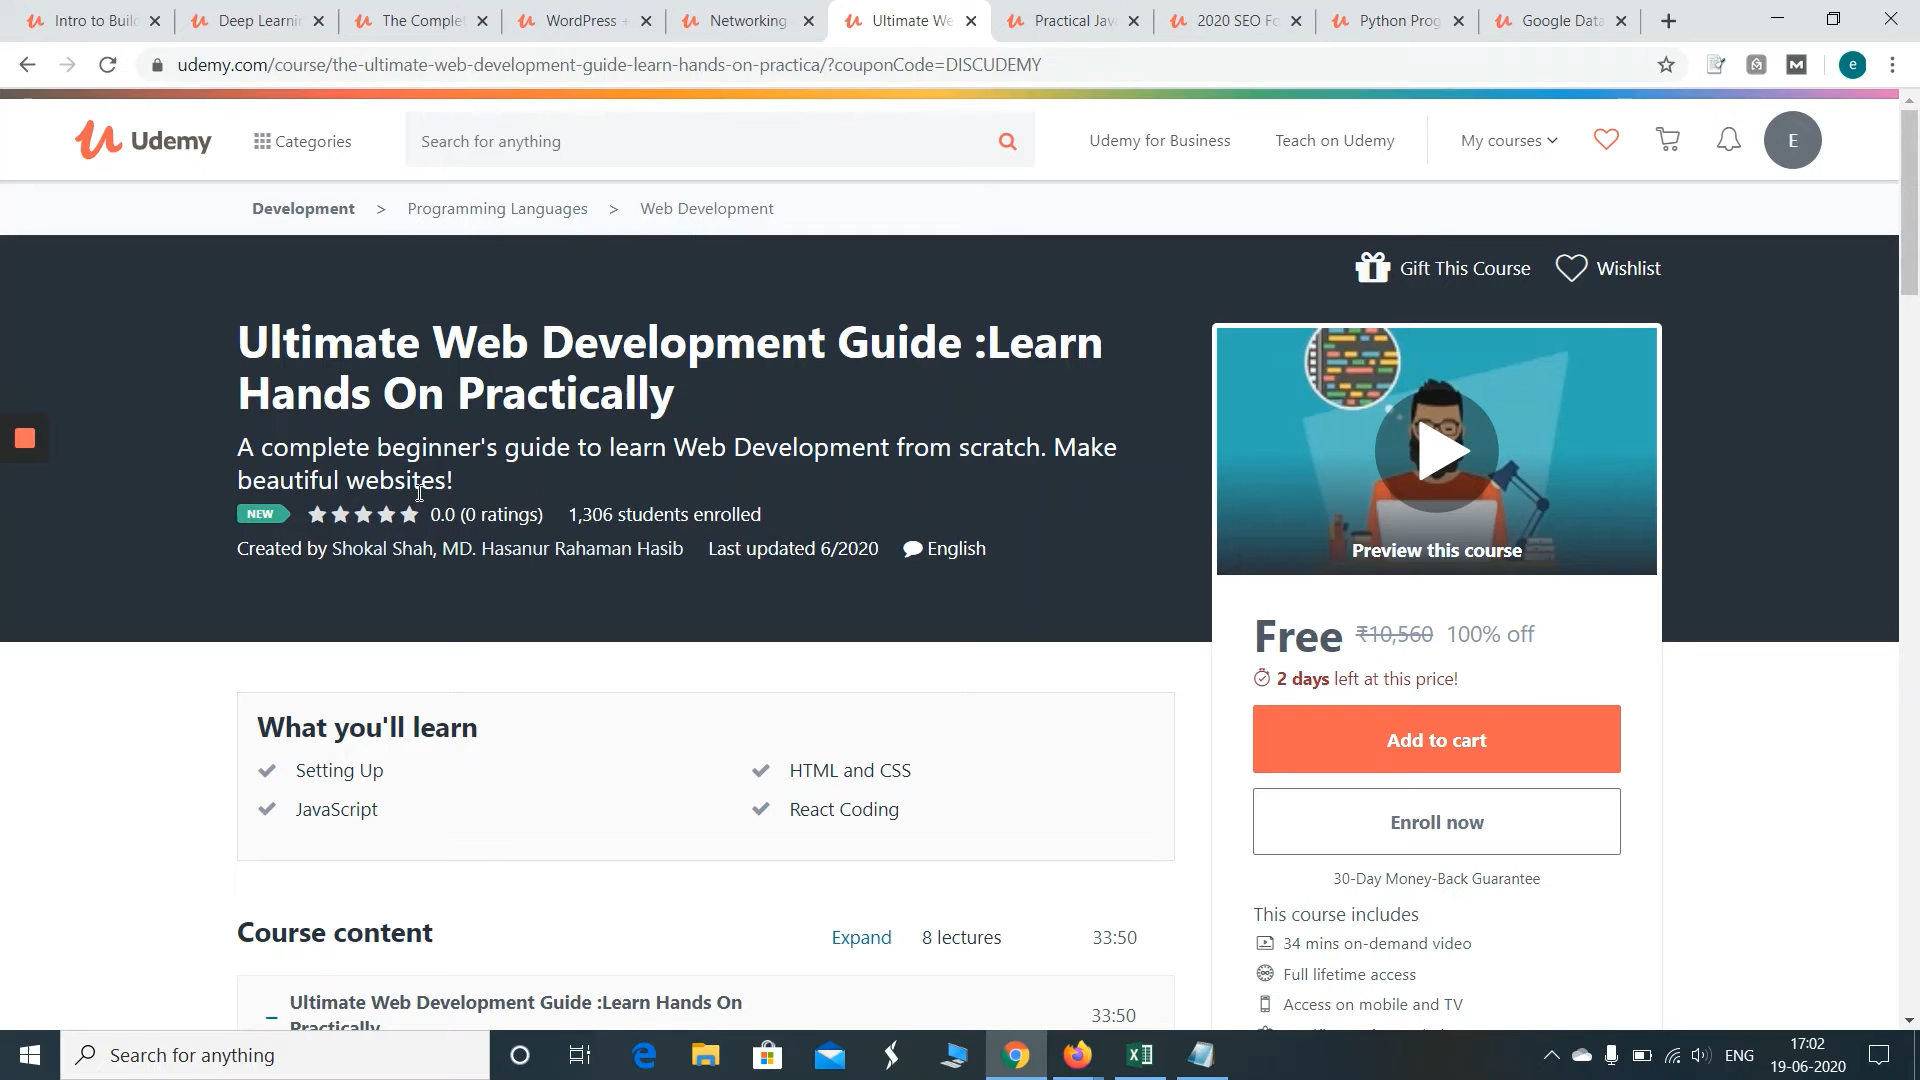 Intro to Buil
Deep Learni
The Complet
WordPress +
Networking
Ultimate We
Practical Jav
2020 SEO Fo
Python Prog
Google Data
udemy.com/course/the-ultimate-web-development-guide-learn-hands-on-practica/?couponCode=DISCUDEMY
M
e
Udemy
Categories
Search for anything
Udemy for Business
Teach on Udemy
My courses
E
Development > Programming Languages > Web Development
Gift This Course
Wishlist
Ultimate Web Development Guide :Learn
Hands On Practically
A complete beginner's guide to learn Web Development from scratch. Make
beautiful websites!
NEW 0.0 (0 ratings) 1,306 students enrolled
Created by Shokal Shah, MD. Hasanur Rahaman Hasib Last updated 6/2020 English
Preview this course
Free ₹10,560 100% off
2 days left at this price!
Add to cart
Enroll now
30-Day Money-Back Guarantee
This course includes
34 mins on-demand video
Full lifetime access
Access on mobile and TV
What you'll learn
Setting Up
HTML and CSS
JavaScript
React Coding
Course content
Expand
8 lectures
33:50
Ultimate Web Development Guide :Learn Hands On
Practically
33:50
Search for anything
ENG
17:02
19-06-2020